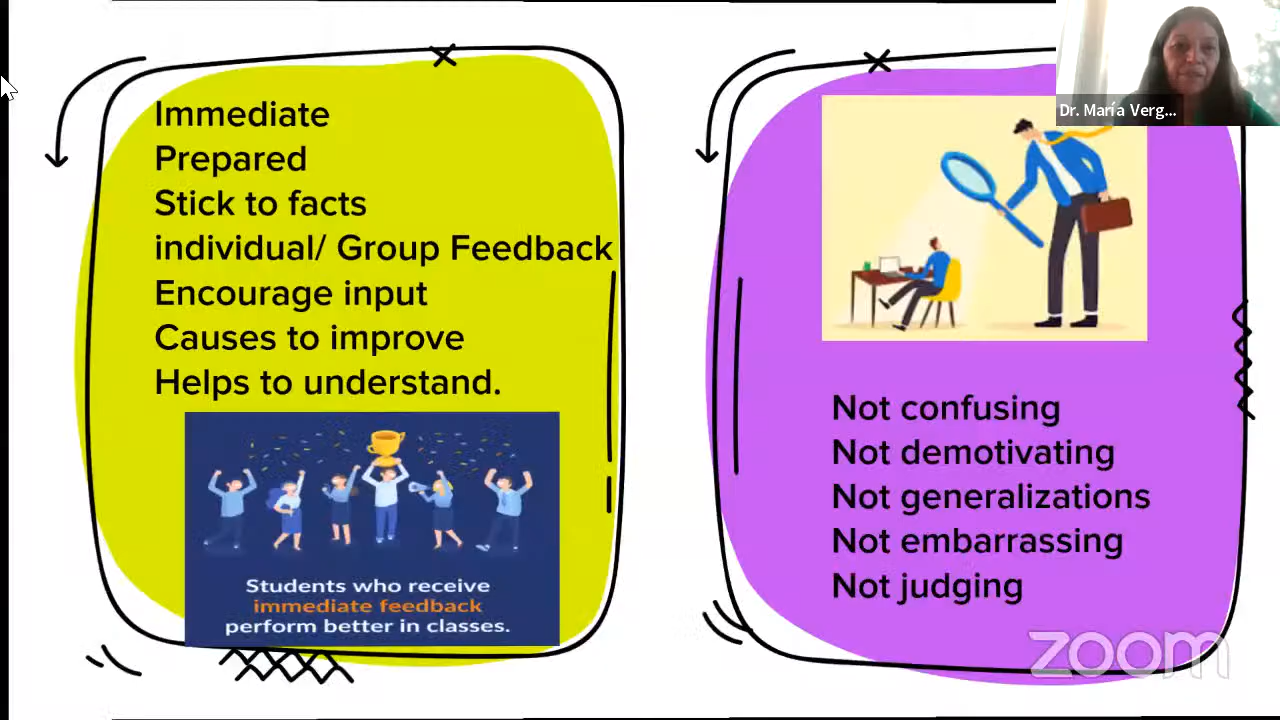 Immediate
Prepared
Stick to facts
individual/ Group Feedback
Encourage input
Causes to improve
Helps to understand.
Students who receive
immediate feedback
perform better in classes.
Dr. María Verg...
Not confusing
Not demotivating
Not generalizations
Not embarrassing
Not judging
zoom